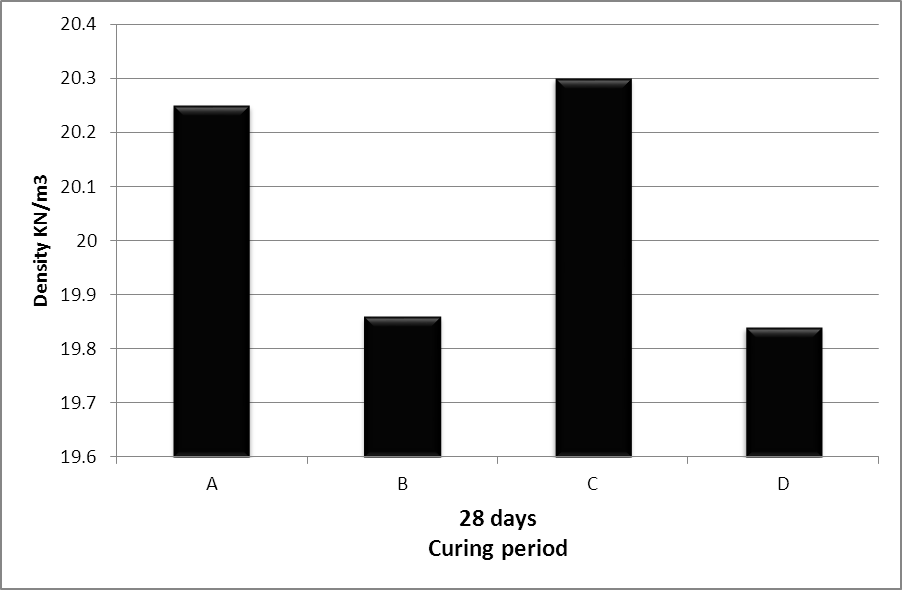 20.4
20.3
20.2
20.1
20
19.9
19.8
19.7
19.6
Density KN/m3
A B C D
28 days
Curing period